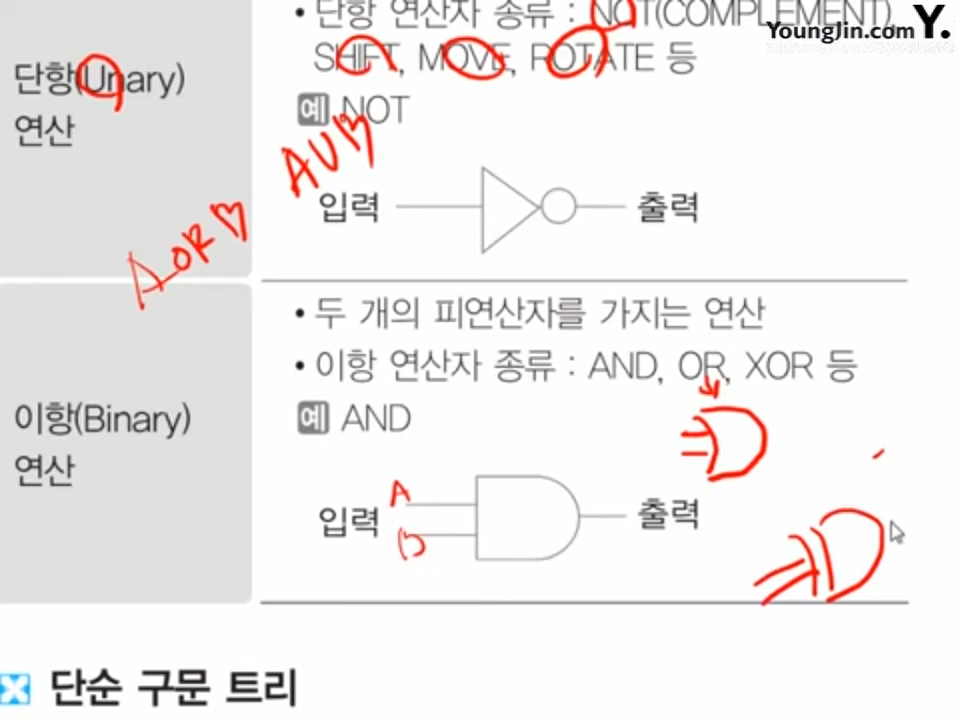 • 단항 연산자 종류 : NOT(COMPLEMENT),
YoungJin.com Y.
SHIFT, MOVE, ROTATE 등
단항(Unary)
연산
예 NOT
AUB
입력
출력
A OR B
• 두 개의 피연산자를 가지는 연산
• 이항 연산자 종류 : AND, OR, XOR 등
이항(Binary)
연산
예 AND
A
입력
출력
B
단순 구문 트리